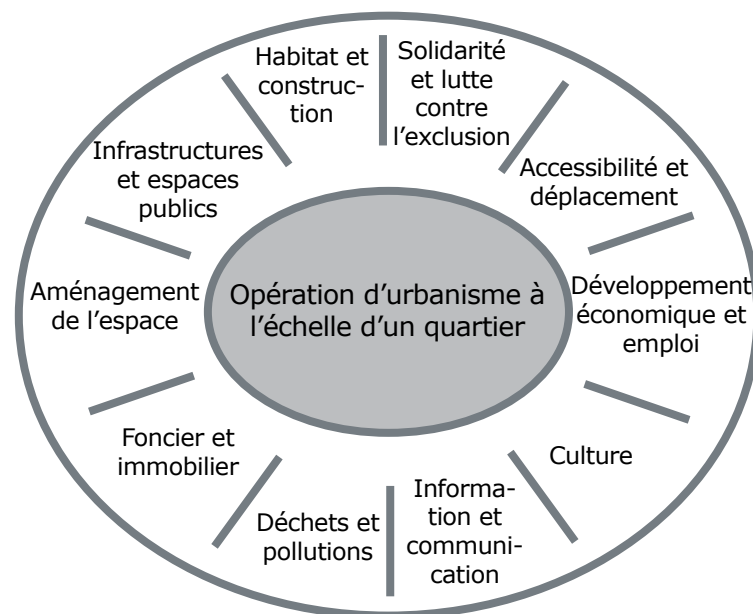 Habitat et
construc-
tion
Solidarité
et lutte
contre
l’exclusion
Accessibilité et
déplacement
Développement
économique et
emploi
Culture
Informa-
tion et
communi-
cation
Déchets et
pollutions
Foncier et
immobilier
Aménagement
de l’espace
Infrastructures
et espaces
publics
Opération d’urbanisme à
l’échelle d’un quartier